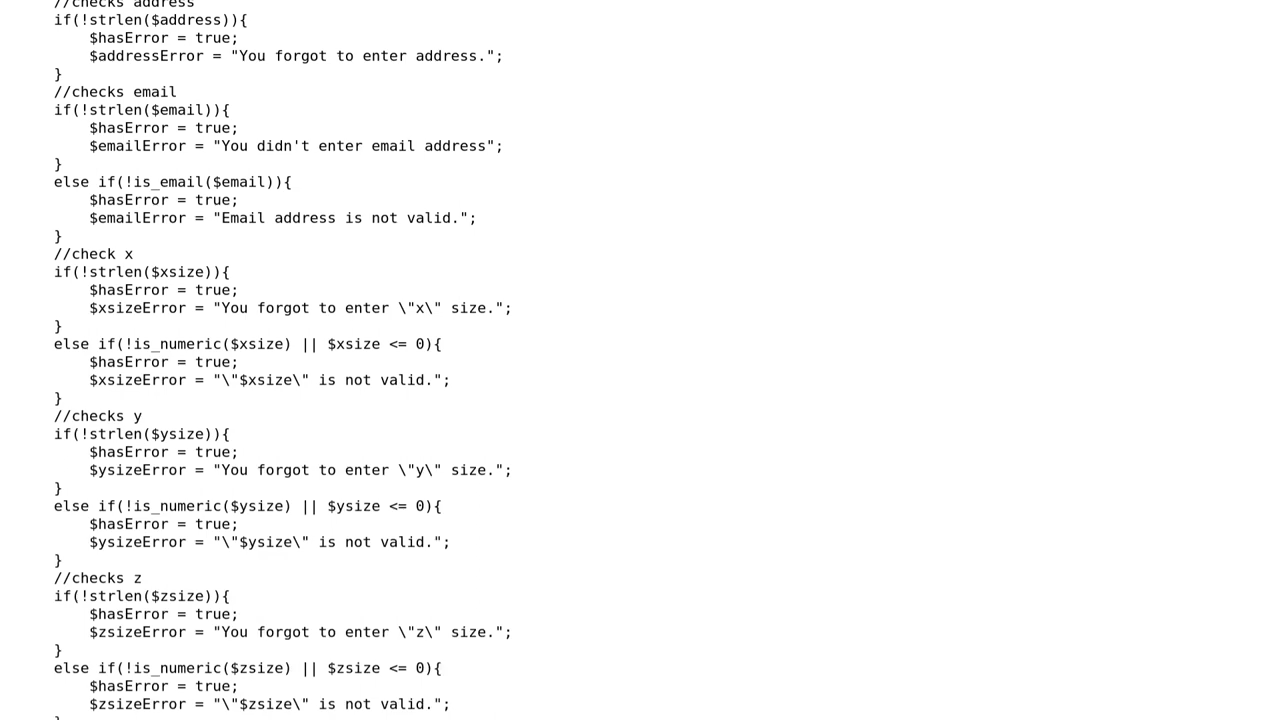 //checks address
if(!strlen($address)){
    $hasError = true;
    $addressError = "You forgot to enter address.";
}
//checks email
if(!strlen($email)){
    $hasError = true;
    $emailError = "You didn't enter email address";
}
else if(!is_email($email)){
    $hasError = true;
    $emailError = "Email address is not valid.";
}
//check x
if(!strlen($xsize)){
    $hasError = true;
    $xsizeError = "You forgot to enter \"x\" size.";
}
else if(!is_numeric($xsize) || $xsize <= 0){
    $hasError = true;
    $xsizeError = "\"$xsize\" is not valid.";
}
//checks y
if(!strlen($ysize)){
    $hasError = true;
    $ysizeError = "You forgot to enter \"y\" size.";
}
else if(!is_numeric($ysize) || $ysize <= 0){
    $hasError = true;
    $ysizeError = "\"$ysize\" is not valid.";
}
//checks z
if(!strlen($zsize)){
    $hasError = true;
    $zsizeError = "You forgot to enter \"z\" size.";
}
else if(!is_numeric($zsize) || $zsize <= 0){
    $hasError = true;
    $zsizeError = "\"$zsize\" is not valid.";
}